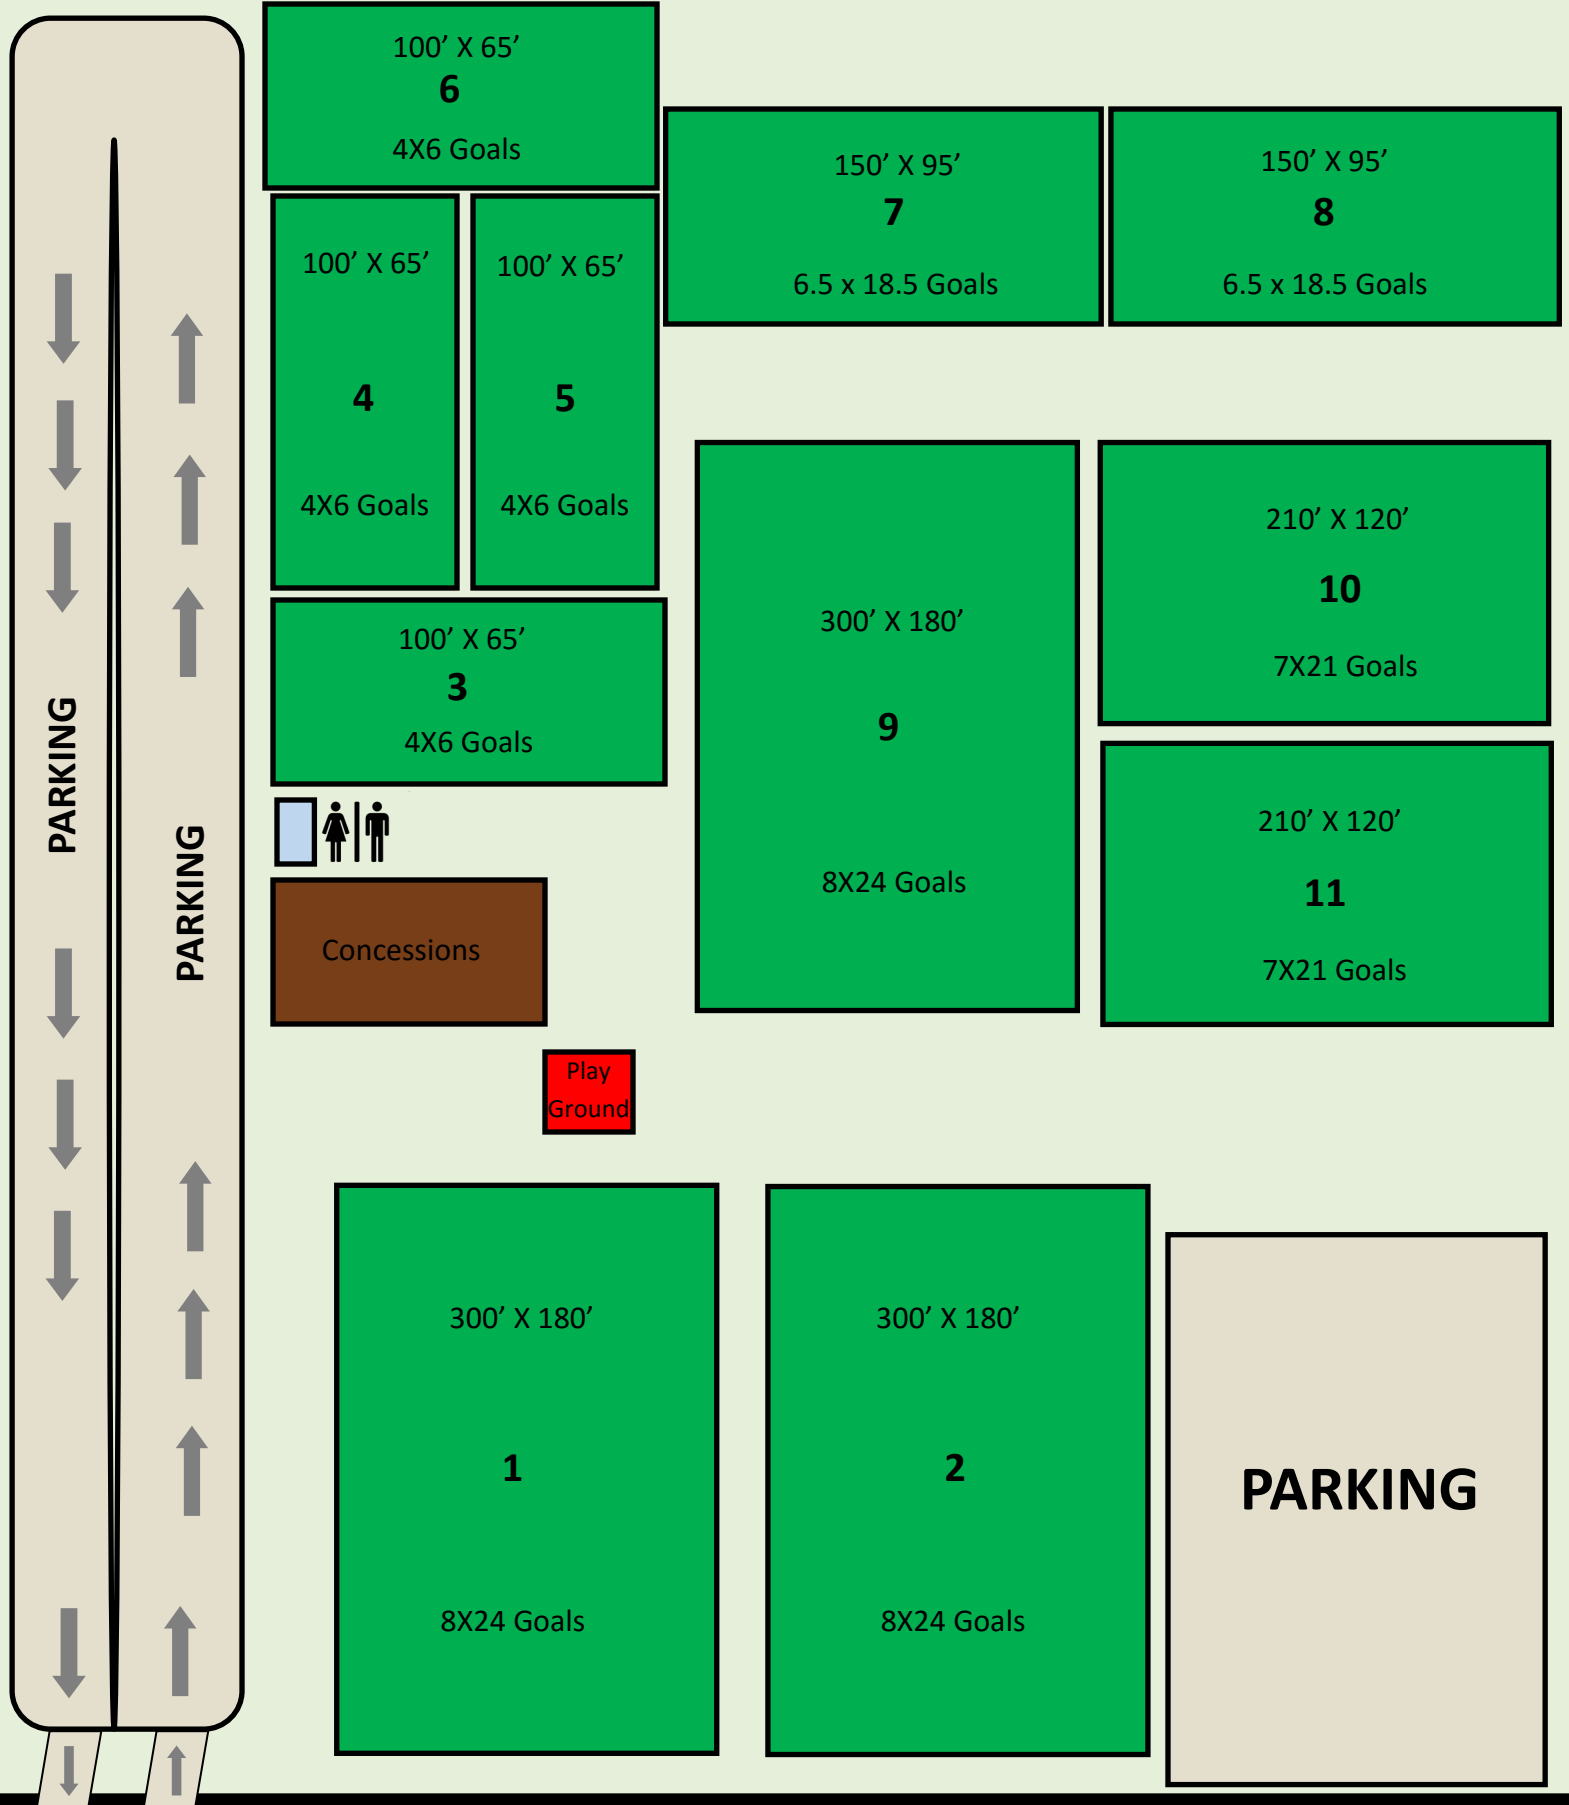 100’ X 65’
6
4X6 Goals
150’ X 95’
7
6.5 x 18.5 Goals
150’ X 95’
8
6.5 x 18.5 Goals
100’ X 65’
4
4X6 Goals
100’ X 65’
5
4X6 Goals
100’ X 65’
3
4X6 Goals
300’ X 180’
9
8X24 Goals
210’ X 120’
10
7X21 Goals
210’ X 120’
11
7X21 Goals
PARKING
PARKING
Concessions
Play
Ground
300’ X 180’
1
8X24 Goals
300’ X 180’
2
8X24 Goals
PARKING